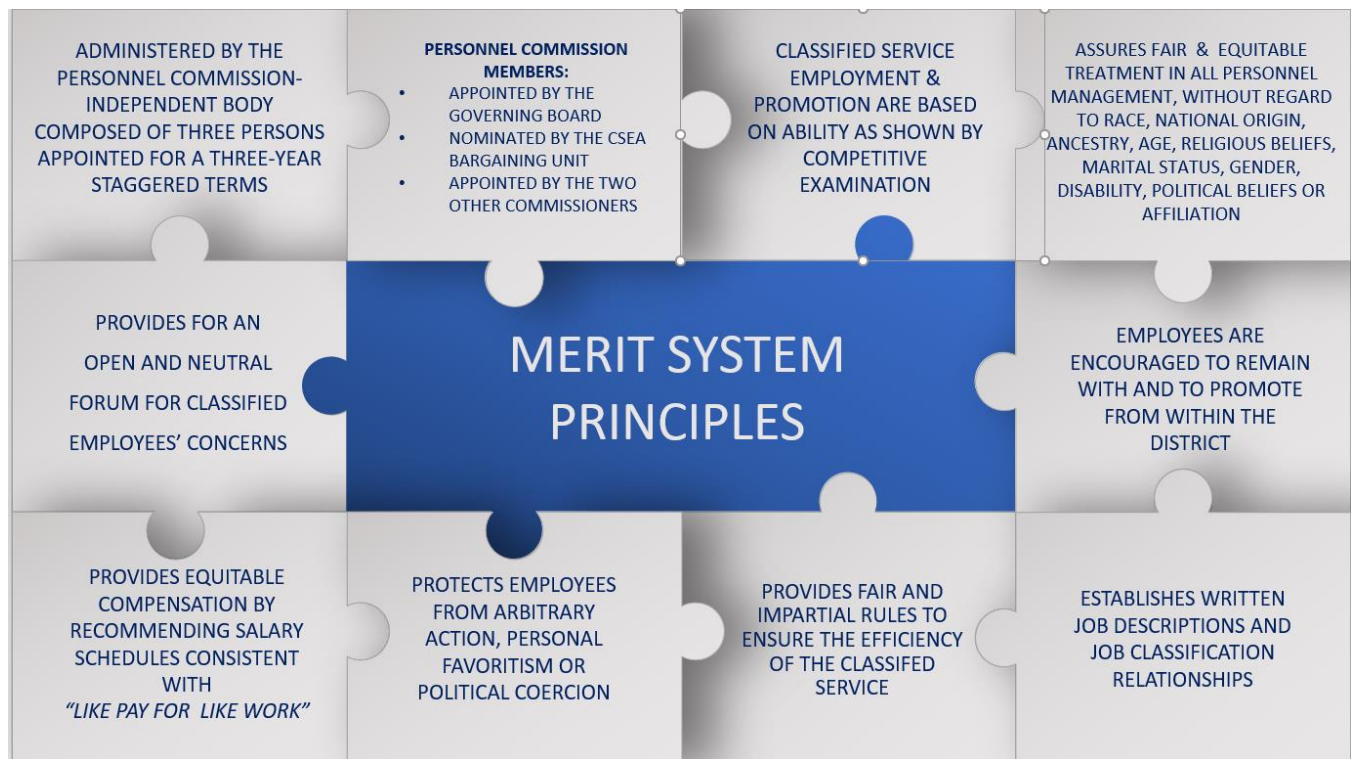 ADMINISTERED BY THE
PERSONNEL COMMISSION-
INDEPENDENT BODY
COMPOSED OF THREE PERSONS
APPOINTED FOR A THREE-YEAR
STAGGERED TERMS
PERSONNEL COMMISSION
MEMBERS:
• APPOINTED BY THE
GOVERNING BOARD
• NOMINATED BY THE CSEA
BARGAINING UNIT
• APPOINTED BY THE TWO
OTHER COMMISSIONERS
CLASSIFIED SERVICE
EMPLOYMENT &
PROMOTION ARE BASED
ON ABILITY AS SHOWN BY
COMPETITIVE
EXAMINATION
ASSURES FAIR & EQUITABLE
TREATMENT IN ALL PERSONNEL
MANAGEMENT, WITHOUT REGARD
TO RACE, NATIONAL ORIGIN,
ANCESTRY, AGE, RELIGIOUS BELIEFS,
MARITAL STATUS, GENDER,
DISABILITY, POLITICAL BELIEFS OR
AFFILIATION
PROVIDES FOR AN
OPEN AND NEUTRAL
FORUM FOR CLASSIFIED
EMPLOYEES’ CONCERNS
MERIT SYSTEM
PRINCIPLES
EMPLOYEES ARE
ENCOURAGED TO REMAIN
WITH AND TO PROMOTE
FROM WITHIN THE
DISTRICT
PROVIDES EQUITABLE
COMPENSATION BY
RECOMMENDING SALARY
SCHEDULES CONSISTENT
WITH
“LIKE PAY FOR LIKE WORK”
PROTECTS EMPLOYEES
FROM ARBITRARY
ACTION, PERSONAL
FAVORITISM OR
POLITICAL COERCION
PROVIDES FAIR AND
IMPARTIAL RULES TO
ENSURE THE EFFICIENCY
OF THE CLASSIFED
SERVICE
ESTABLISHES WRITTEN
JOB DESCRIPTIONS AND
JOB CLASSIFICATION
RELATIONSHIPS